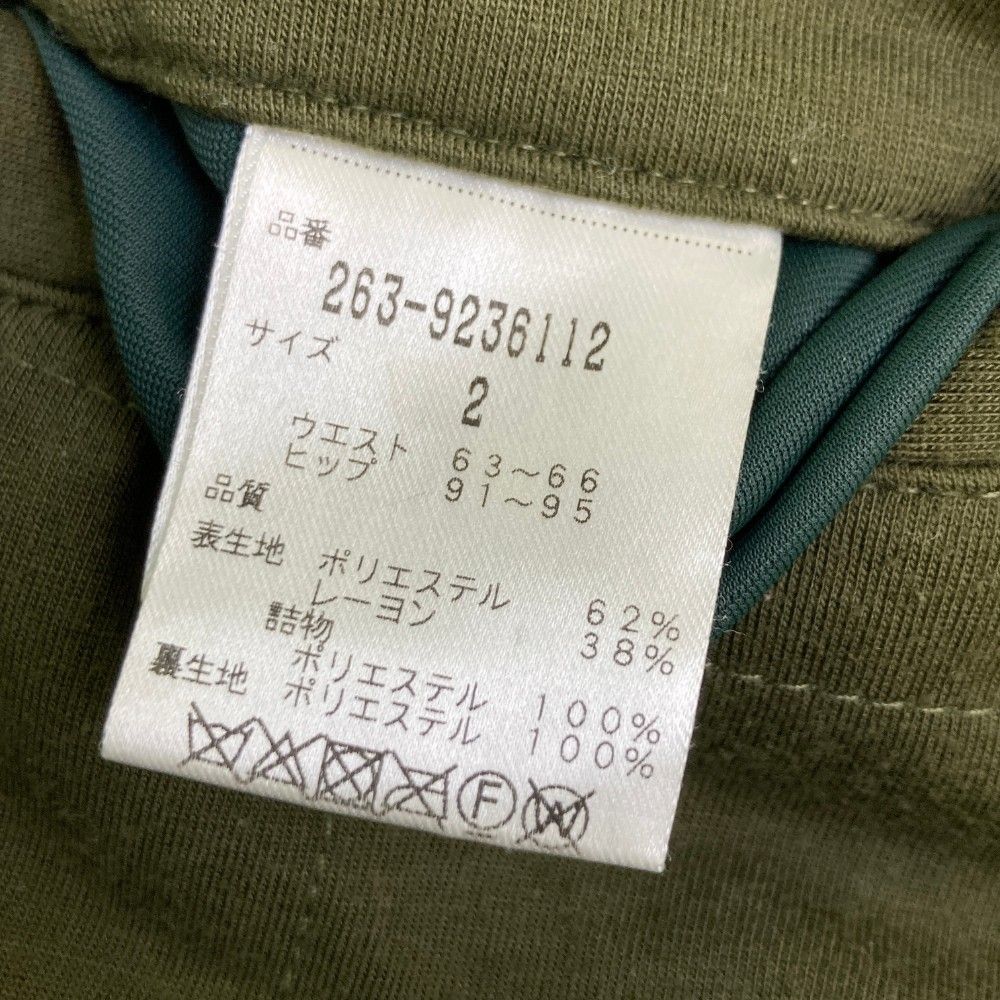 品番
263-9236112
サイズ
2
ウエスト 63～66
ヒップ 91～95
品質
表生地 ポリエステル 62%
レーヨン 38%
詰物
ポリエステル 100%
裏生地 ポリエステル 100%
F W